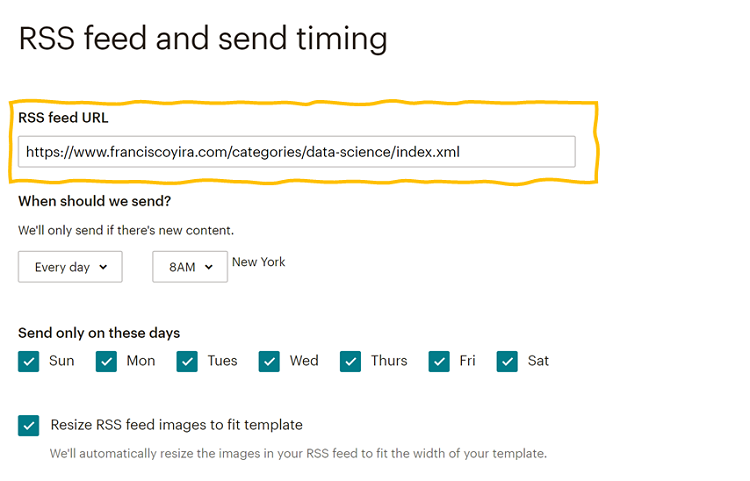 RSS feed and send timing
RSS feed URL
https://www.franciscoyira.com/categories/data-science/index.xml
When should we send?
We'll only send if there's new content.
Every day 8AM New York
Send only on these days
Sun Mon Tues Wed Thurs Fri Sat
Resize RSS feed images to fit template
We'll automatically resize the images in your RSS feed to fit the width of your template.